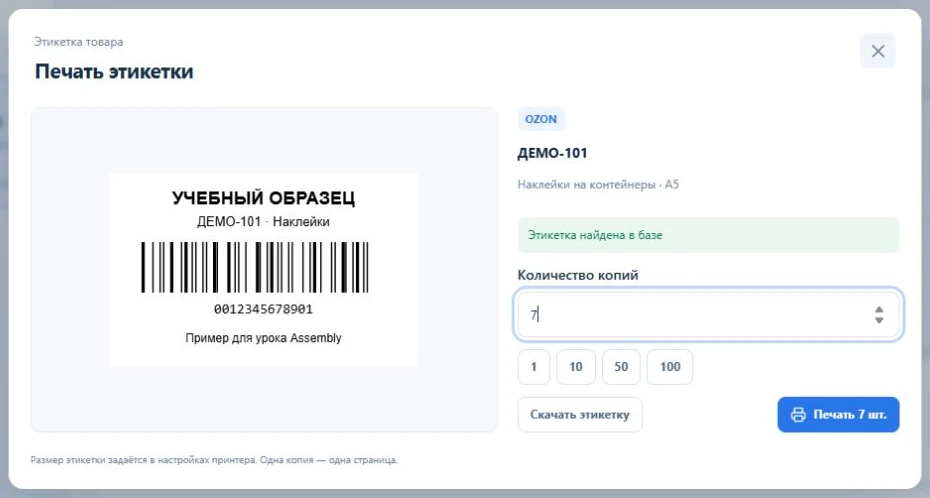 Этикетка товара
Печать этикетки
УЧЕБНЫЙ ОБРАЗЕЦ
ДЕМО-101 · Наклейки
0012345678901
Пример для урока Assembly
OZON
ДЕМО-101
Наклейки на контейнеры · A5
Этикетка найдена в базе
Количество копий
7
1 10 50 100
Скачать этикетку Печать 7 шт.
Размер этикетки задаётся в настройках принтера. Одна копия — одна страница.